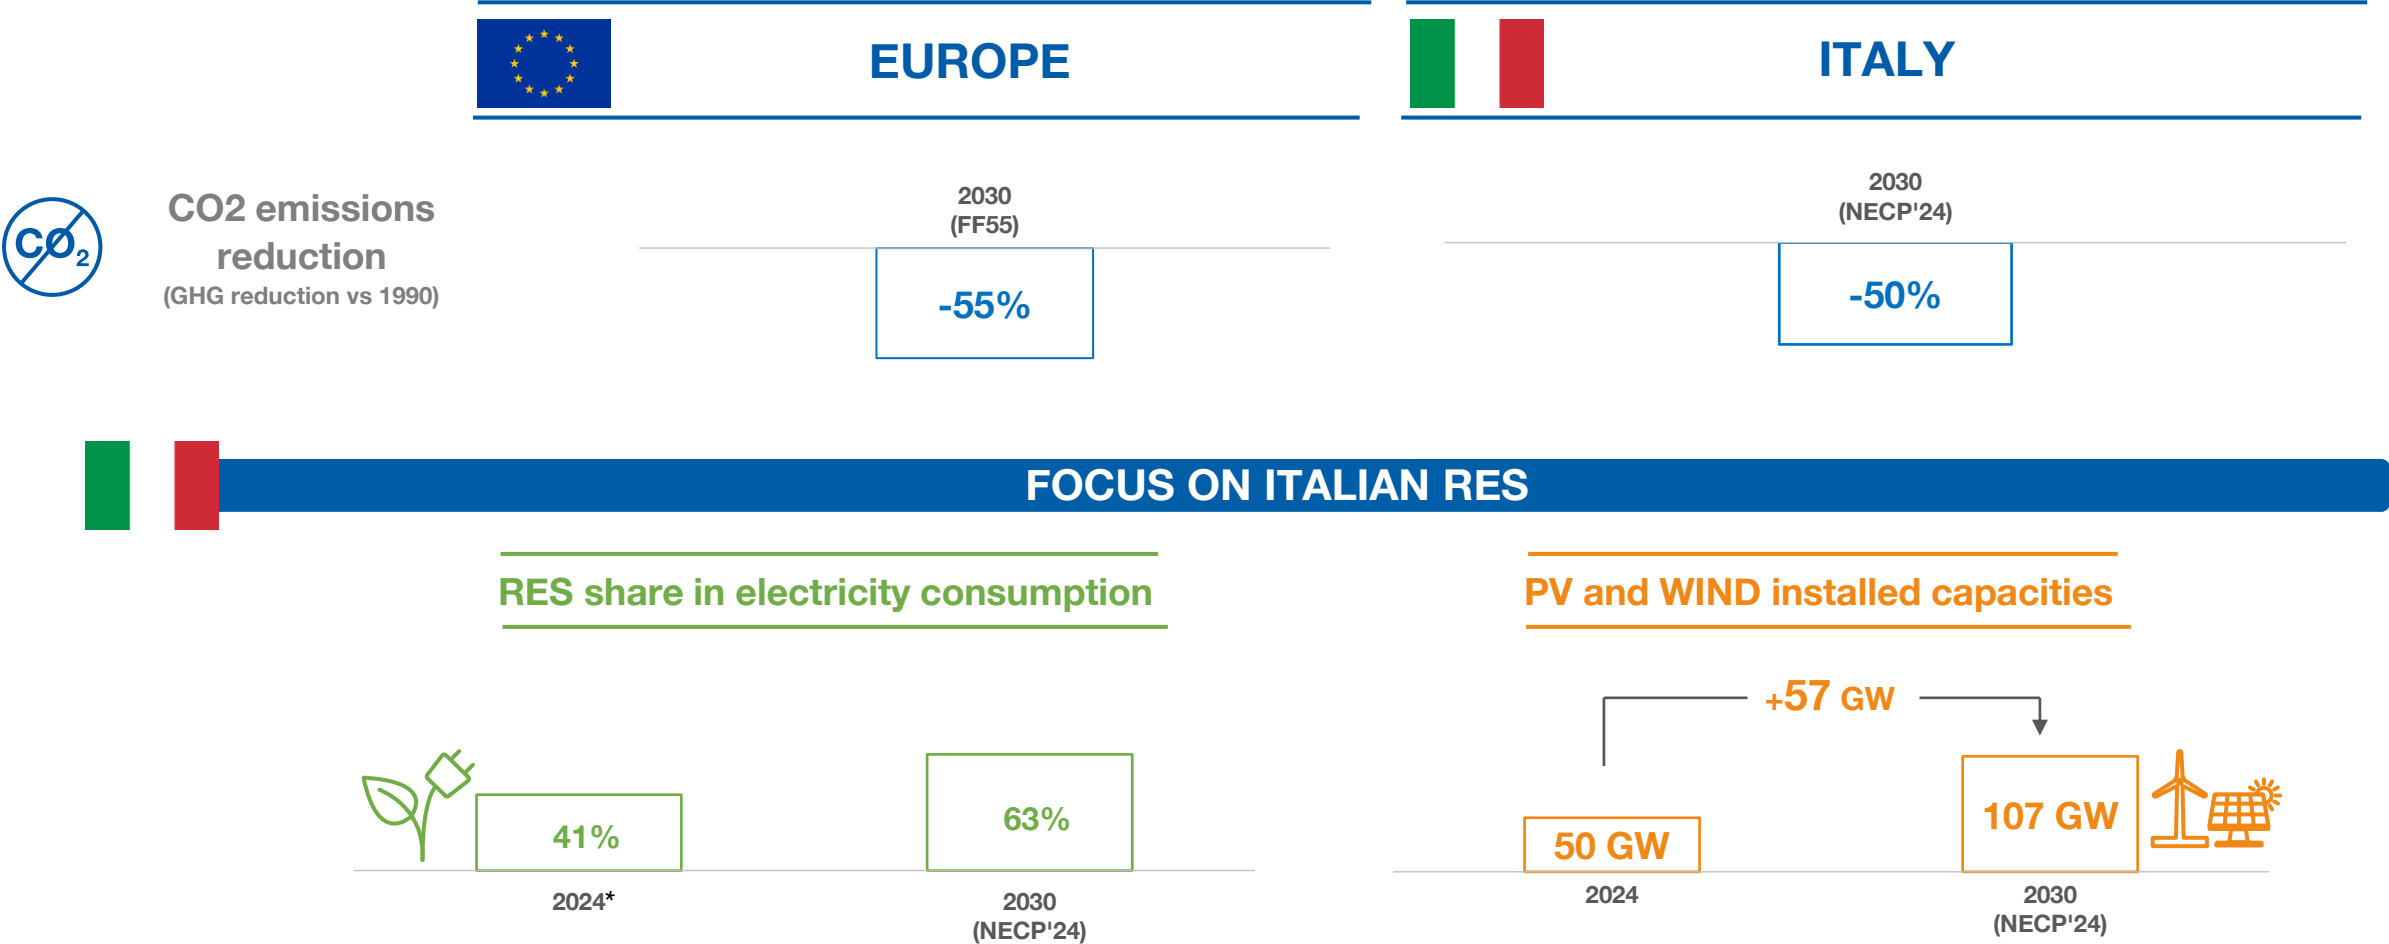 EUROPE
ITALY
CO2
CO2 emissions
reduction
(GHG reduction vs 1990)
2030
(FF55)
-55%
2030
(NECP'24)
-50%
FOCUS ON ITALIAN RES
RES share in electricity consumption
41%
2024*
63%
2030
(NECP'24)
PV and WIND installed capacities
+57 GW
50 GW
2024
107 GW
2030
(NECP'24)